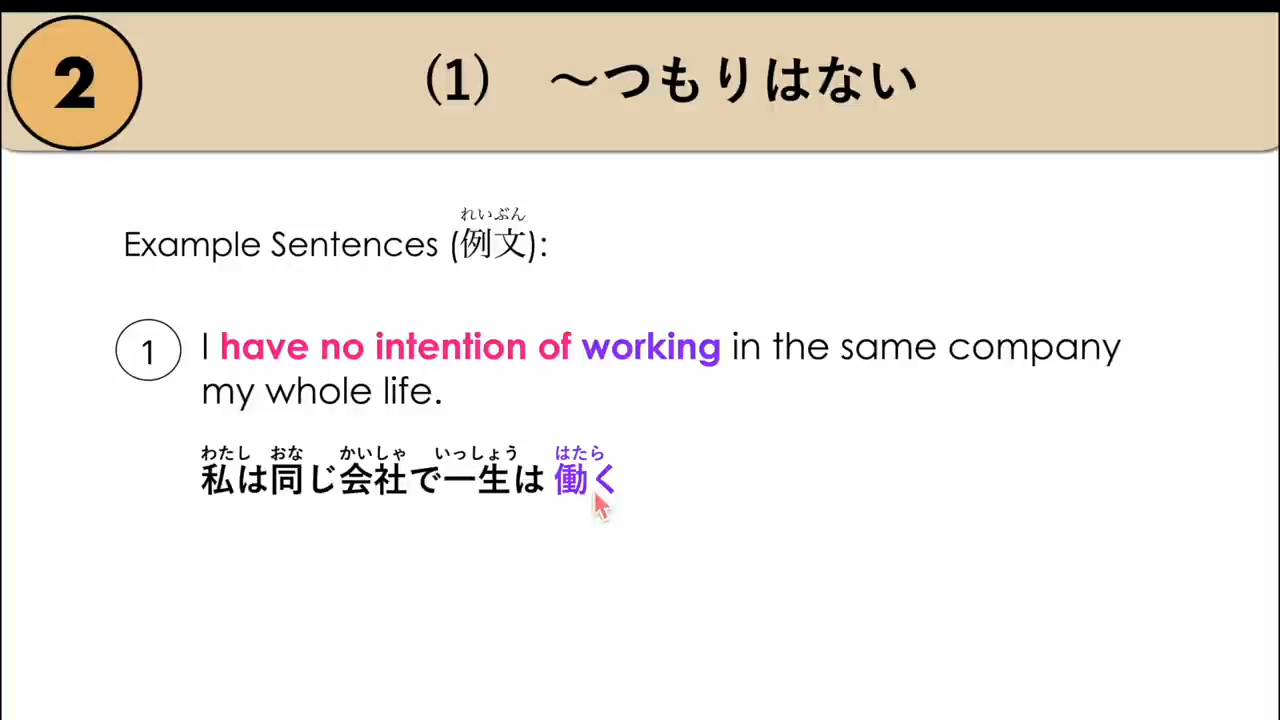 2
(1) ～つもりはない
れいぶん
Example Sentences (例文):
1
I have no intention of working in the same company
my whole life.
わたし おな かいしゃ いっしょう はたら
私は同じ会社で一生は 働く